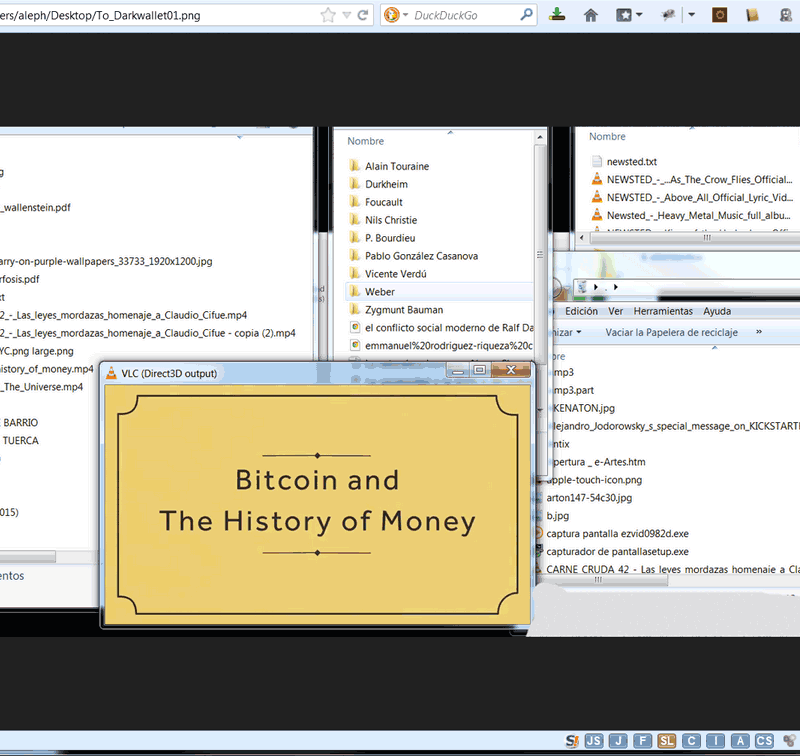 ers/aleph/Desktop/To_Darkwallet01.png
DuckDuckGo
_wallenstein.pdf
arry-on-purple-wallpapers_33733_1920x1200.jpg
rfosis.pdf
2_-_Las_leyes_mordazas_homenaje_a_Claudio_Cifue.mp4
2_-_Las_leyes_mordazas_homenaje_a_Claudio_Cifue - copia (2).mp4
YC.png large.png
history_of_money.mp4
_The_Universe.mp4
BARRIO
TUERCA
2015)
entos
Nombre
Alain Touraine
Durkheim
Foucault
Nils Christie
P. Bourdieu
Pablo González Casanova
Vicente Verdú
Weber
Zygmunt Bauman
el conflicto social moderno de Ralf Da
emmanuel%20rodriguez-riqueza%20c
Nombre
newsted.txt
NEWSTED_-_...As_The_Crow_Flies_Official...
NEWSTED_-_Above_All_Official_Lyric_Vid...
Newsted_-_Heavy_Metal_Music_full_albu...
Edición Ver Herramientas Ayuda
nizar Vaciar la Papelera de reciclaje »
bre
mp3
mp3.part
KENATON.jpg
lejandro_Jodorowsky_s_special_message_on_KICKSTARTE
ntix
pertura _ e-Artes.htm
apple-touch-icon.png
arton147-54c30.jpg
b.jpg
captura pantalla ezvid0982d.exe
capturador de pantallasetup.exe
CARNE CRUDA 42 - Las leyes mordazas homenaje a Cla
VLC (Direct3D output)
Bitcoin and
The History of Money
S JS J F SL C I A CS